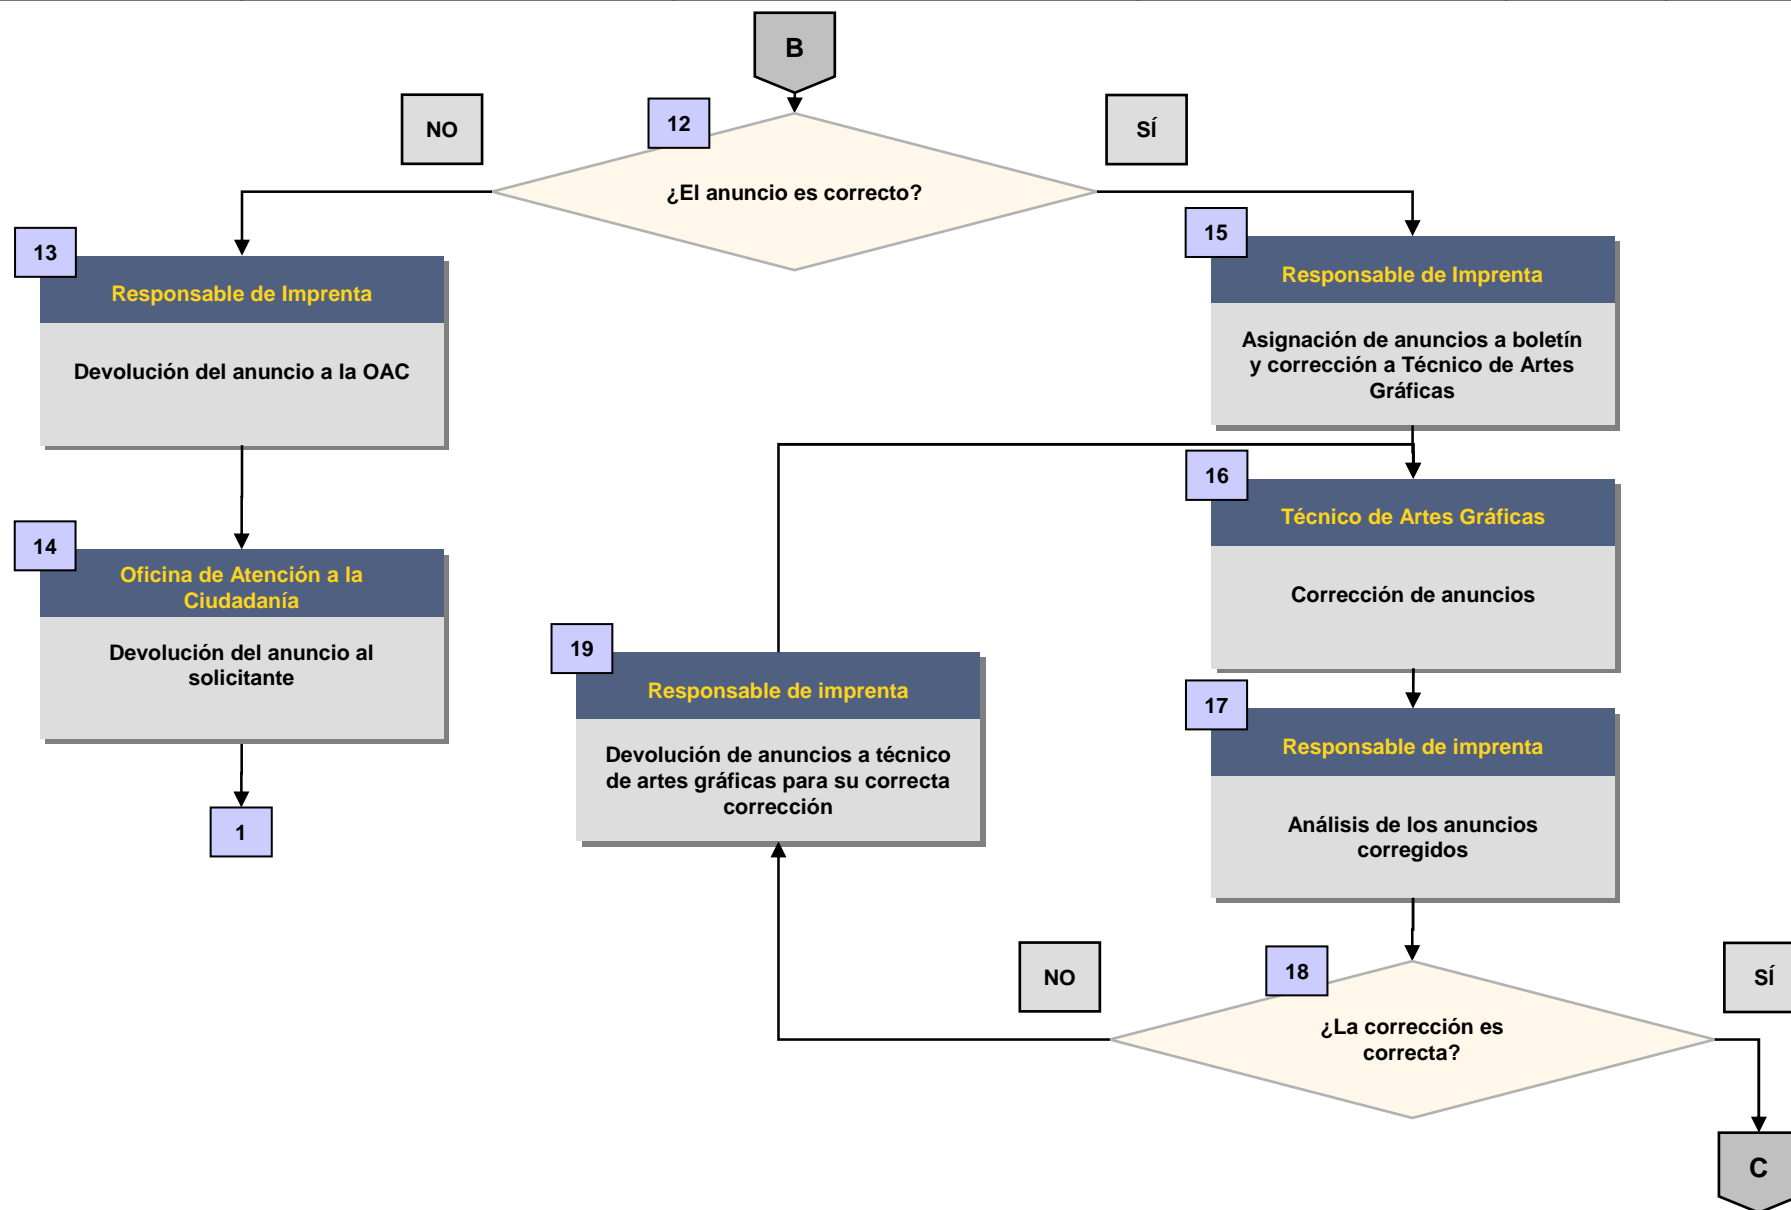 B
NO
12
SÍ
¿El anuncio es correcto?
13
Responsable de Imprenta
Devolución del anuncio a la OAC
15
Responsable de Imprenta
Asignación de anuncios a boletín
y corrección a Técnico de Artes
Gráficas
14
Oficina de Atención a la
Ciudadanía
Devolución del anuncio al
solicitante
1
16
Técnico de Artes Gráficas
Corrección de anuncios
19
Responsable de imprenta
Devolución de anuncios a técnico
de artes gráficas para su correcta
corrección
17
Responsable de imprenta
Análisis de los anuncios
corregidos
NO
18
SÍ
¿La corrección es
correcta?
C